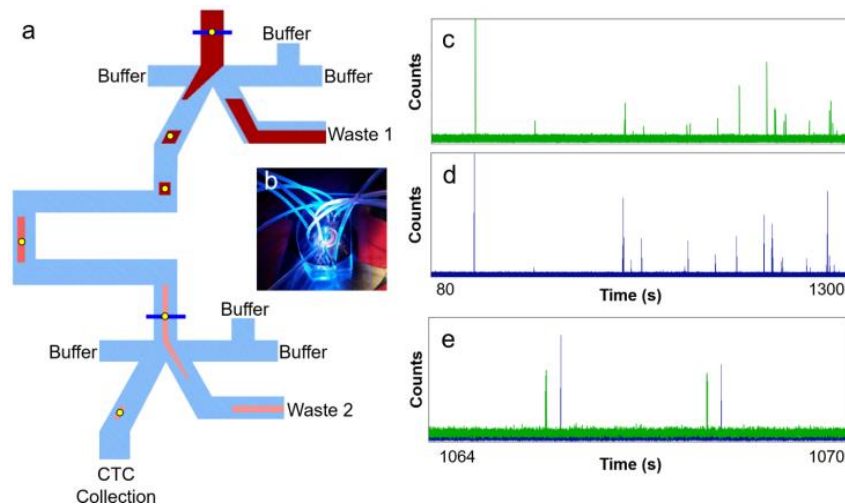 a
Buffer
Buffer
Buffer
Waste 1
b
Buffer
Buffer
Buffer
Waste 2
CTC
Collection
c
Counts
d
Counts
80
Time (s)
1300
e
Counts
1064
Time (s)
1070